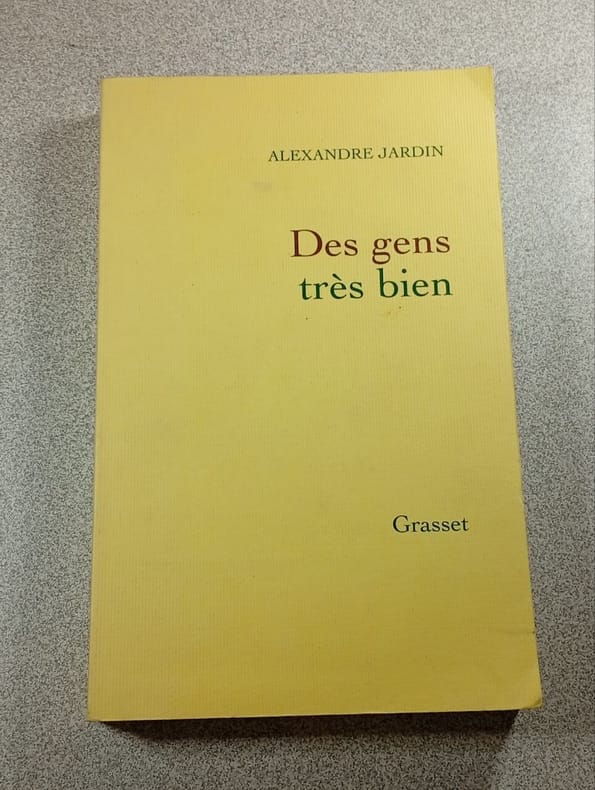 ALEXANDRE JARDIN
Des gens
très bien
Grasset